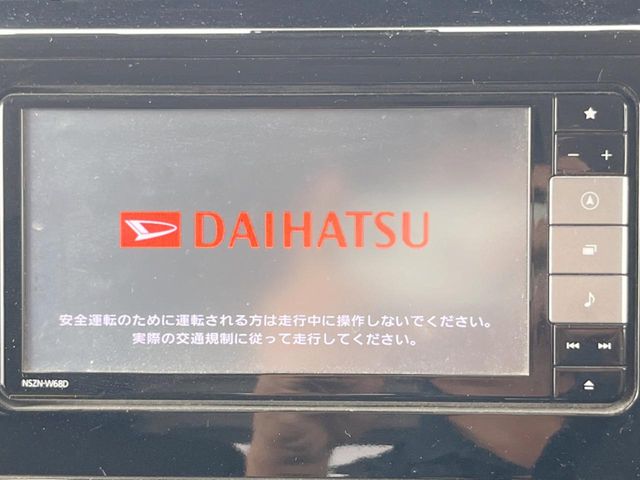 DAIHATSU
安全運転のために運転される方は走行中に操作しないでください。
実際の交通規制に従って走行してください。
NSZN-W68D